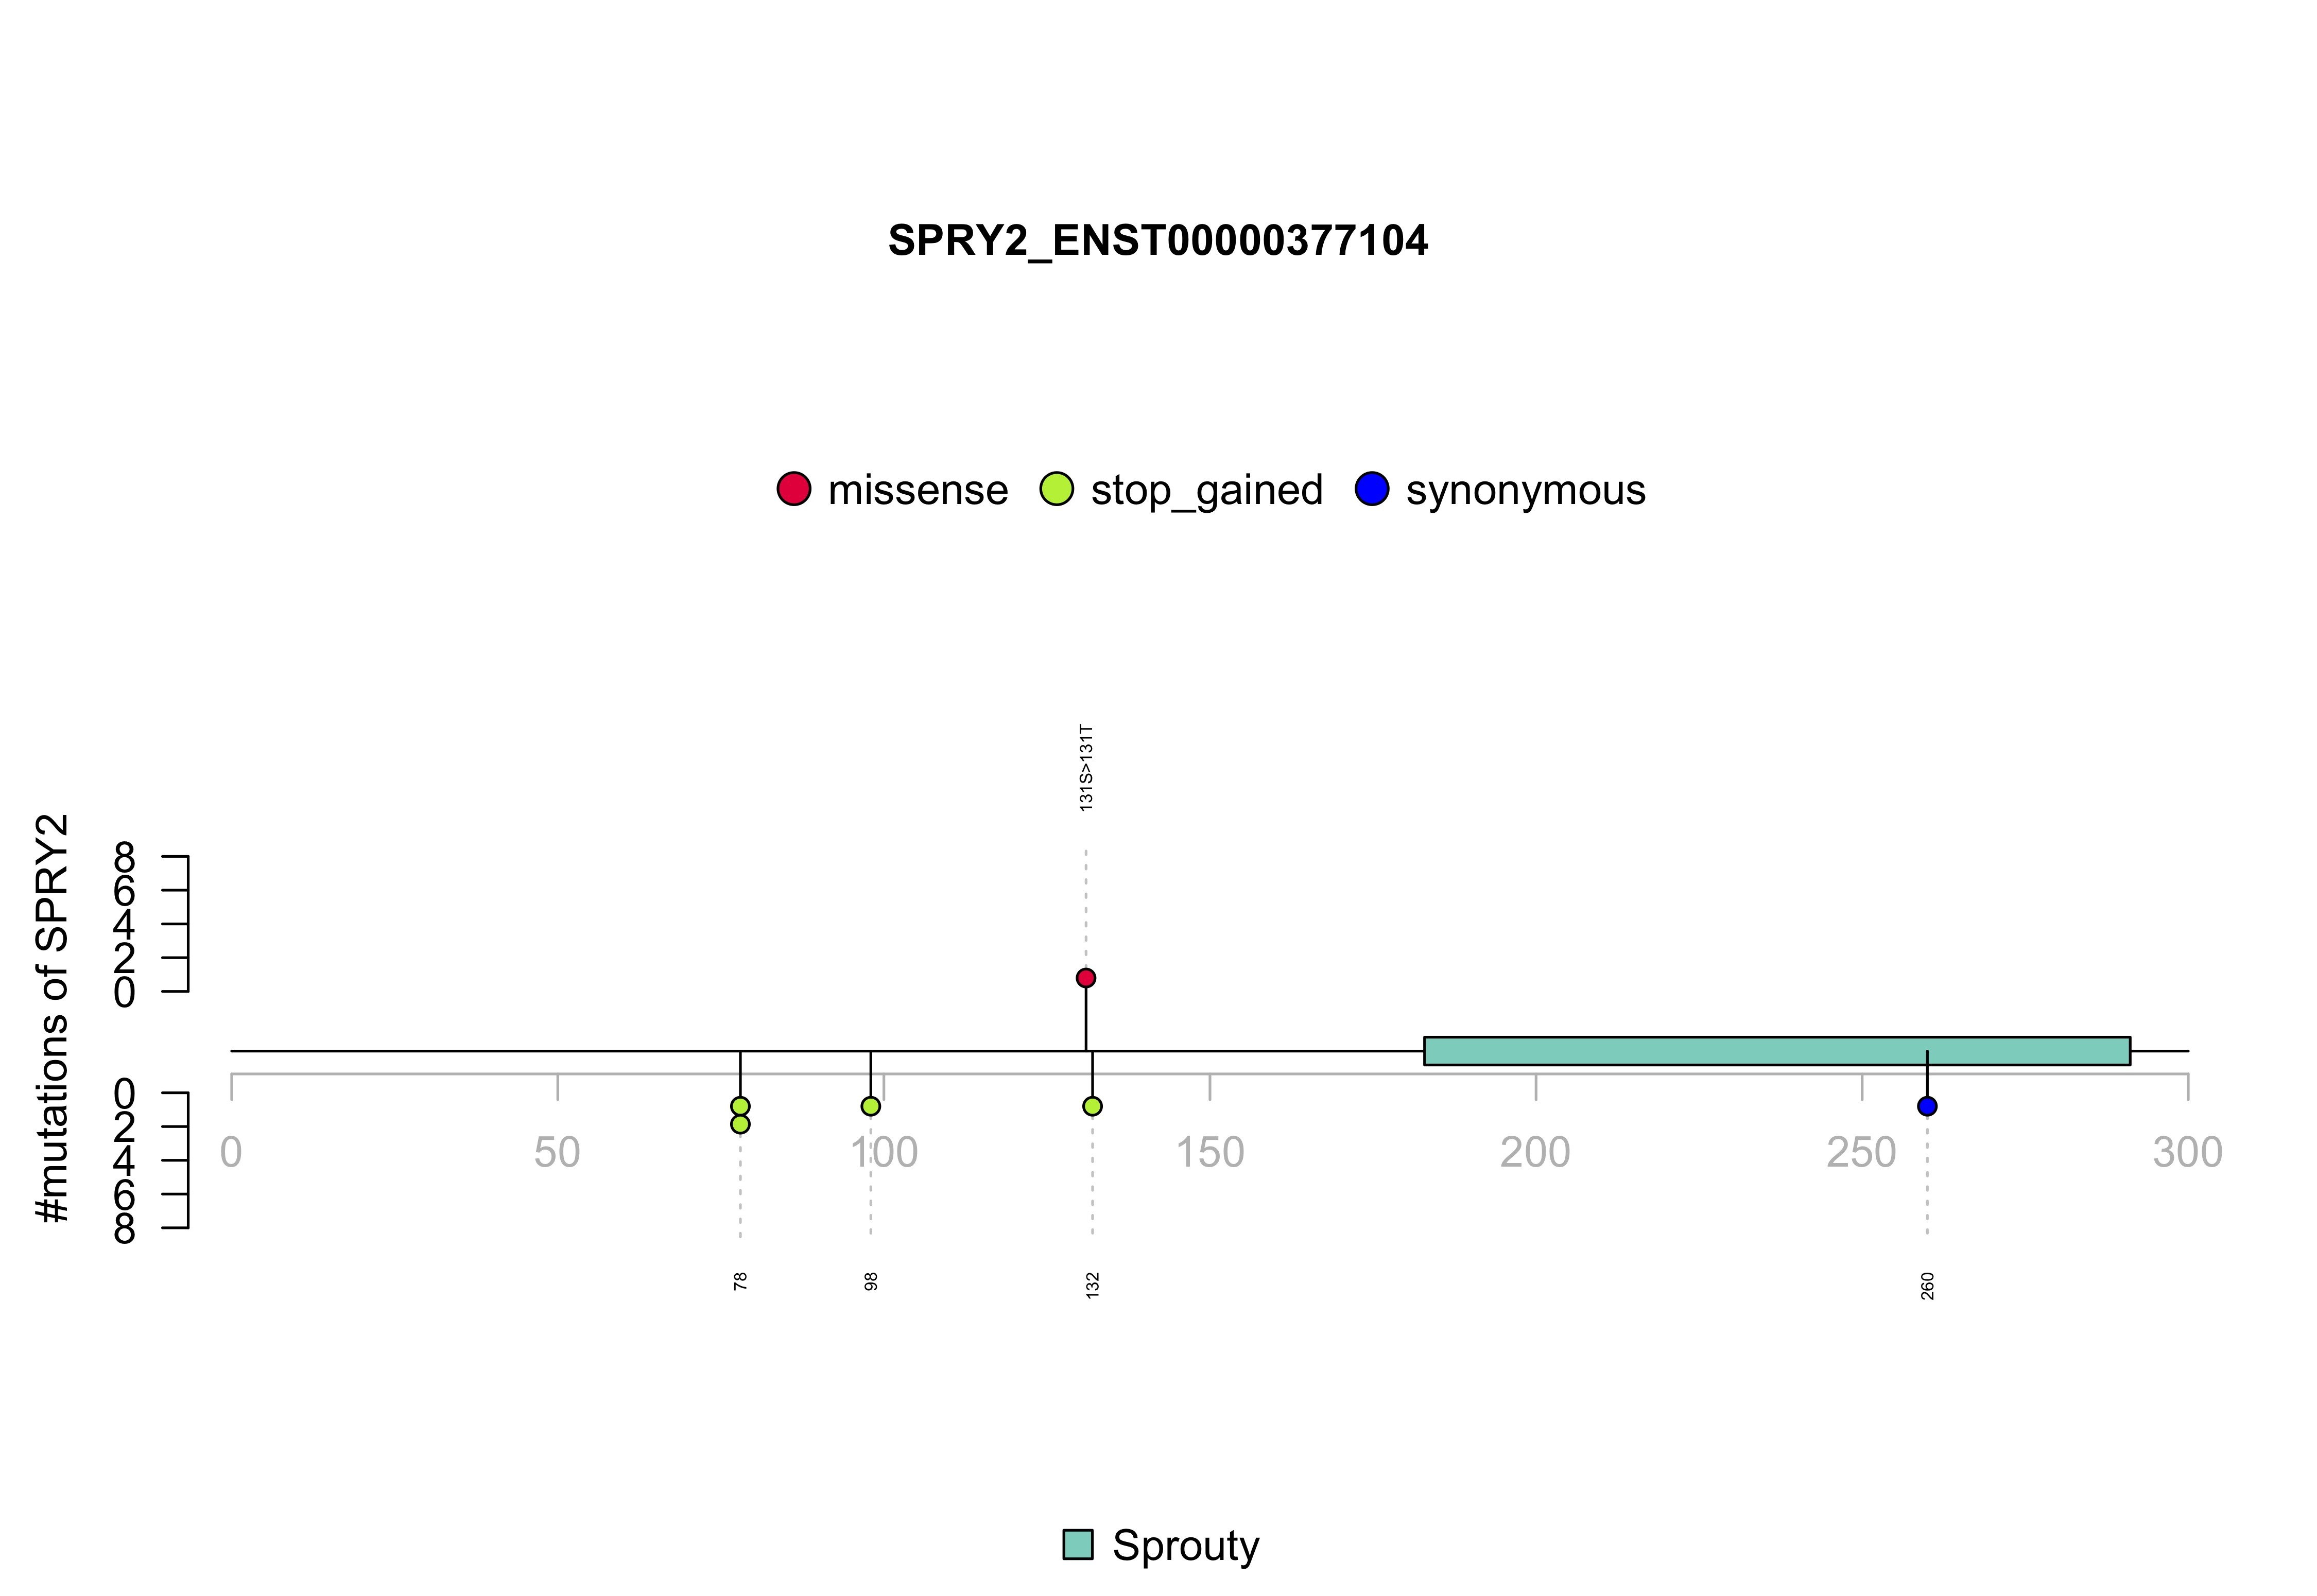 SPRY2_ENST00000377104
missense stop_gained synonymous
131S>131T
#mutations of SPRY2
8
6
4
2
0
0
2
4
6
8
0 50 100 150 200 250 300
78 98 132 260
Sprouty